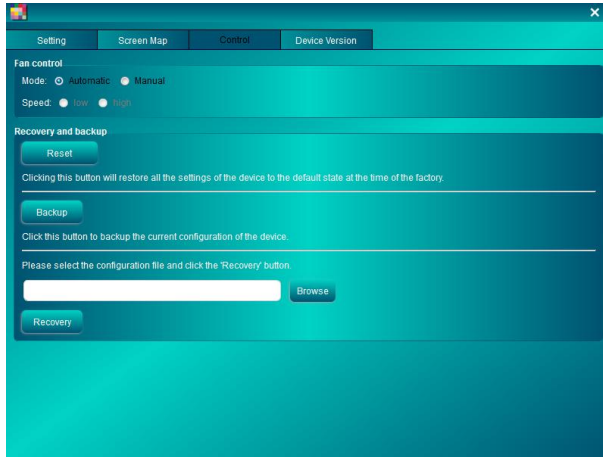 Setting Screen Map Control Device Version
Fan control
Mode: Automatic Manual
Speed: low high
Recovery and backup
Reset
Clicking this button will restore all the settings of the device to the default state at the time of the factory.
Backup
Click this button to backup the current configuration of the device.
Please select the configuration file and click the 'Recovery' button.
Browse
Recovery